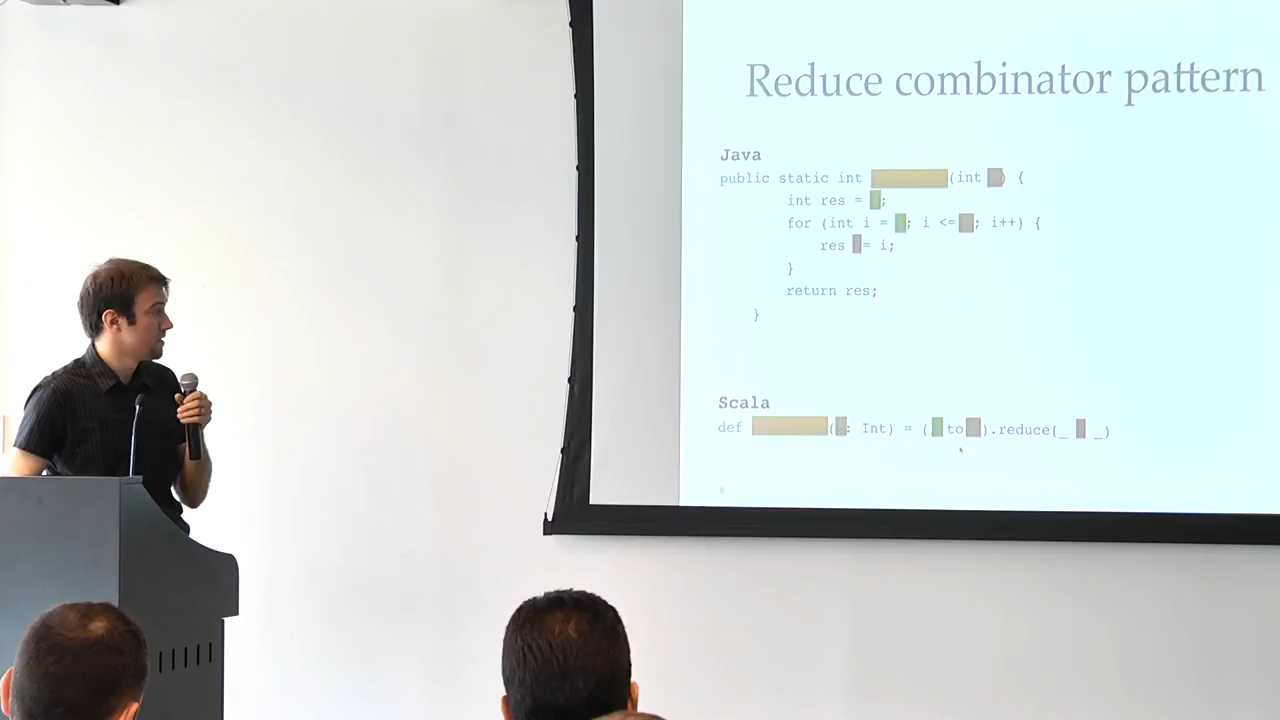 Reduce combinator pattern
Java
public static int (int ) {
int res = ;
for (int i = ; i <= ; i++) {
res = i;
}
return res;
}
Scala
def ( : Int) = ( to ).reduce(_ _)